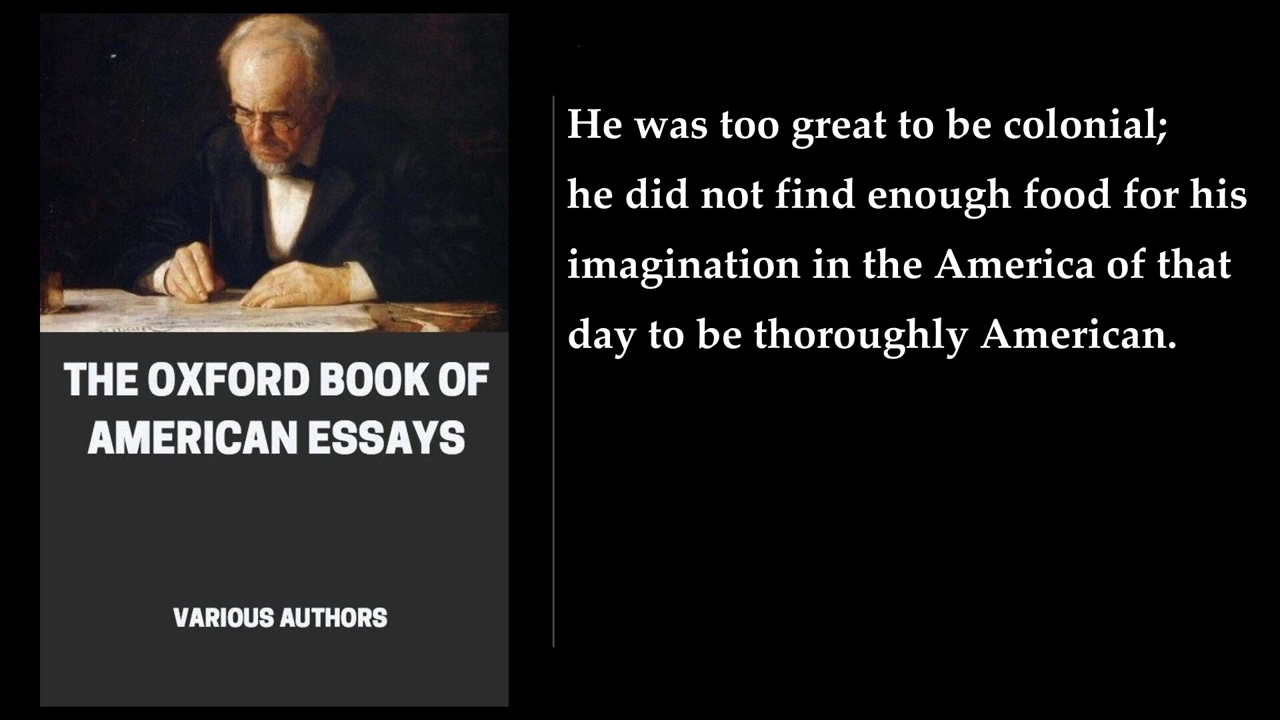 THE OXFORD BOOK OF
AMERICAN ESSAYS
VARIOUS AUTHORS
He was too great to be colonial;
he did not find enough food for his
imagination in the America of that
day to be thoroughly American.